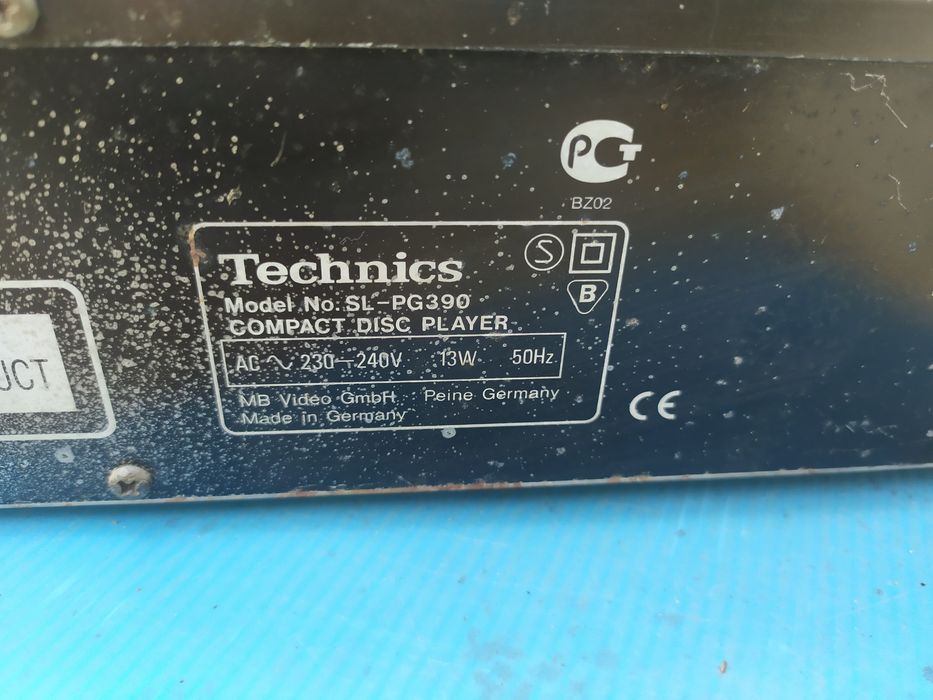 PCT
BZ02
Technics
S
B
Model No. SL-PG390
COMPACT DISC PLAYER
AC ~ 230-240V 13W 50Hz
MB Video GmbH Peine Germany
Made in Germany
CE
UCT